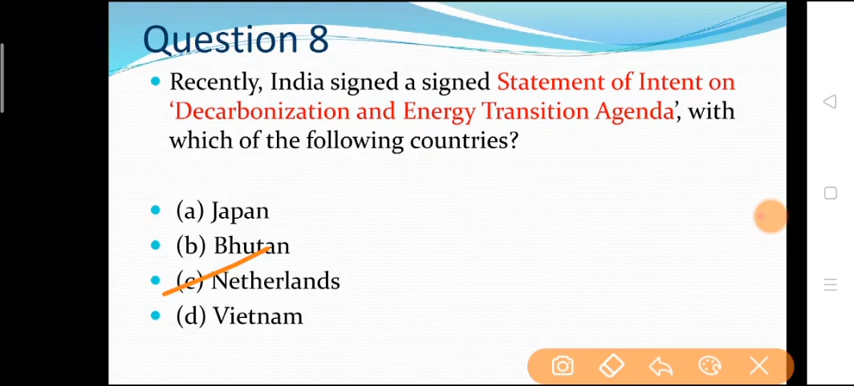 Question 8
• Recently, India signed a signed Statement of Intent on
‘Decarbonization and Energy Transition Agenda’, with
which of the following countries?
• (a) Japan
• (b) Bhutan
• (c) Netherlands
• (d) Vietnam